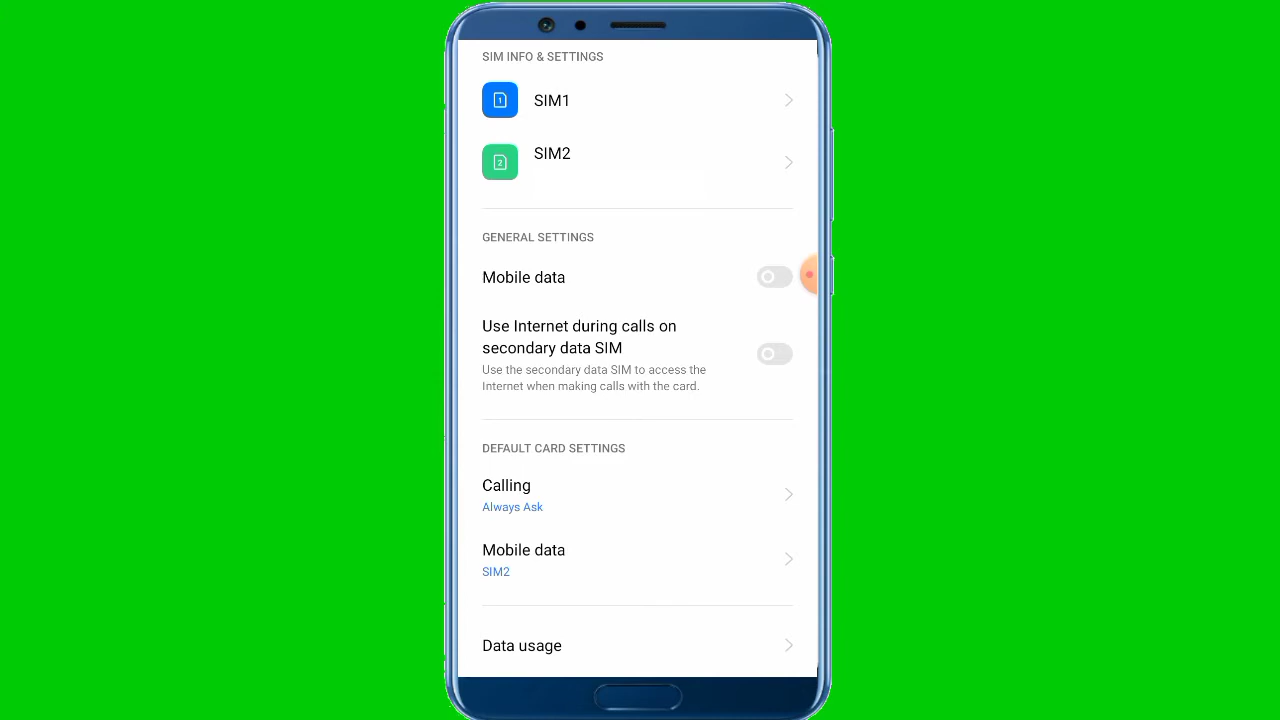 SIM INFO & SETTINGS
1
SIM1
2
SIM2
GENERAL SETTINGS
Mobile data
Use Internet during calls on
secondary data SIM
Use the secondary data SIM to access the
Internet when making calls with the card.
DEFAULT CARD SETTINGS
Calling
Always Ask
Mobile data
SIM2
Data usage